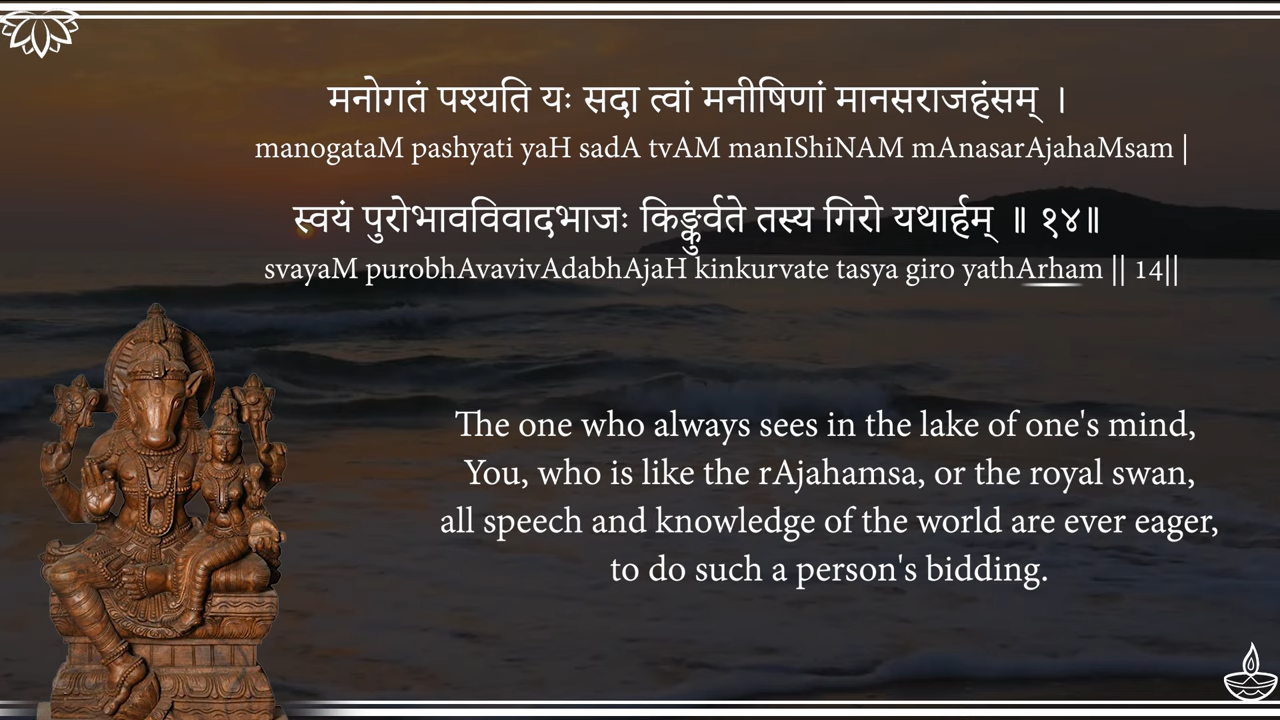 मनोगतं पश्यति यः सदा त्वां मनीषिणां मानसराजहंसम् ।
manogataM pashyati yaH sadA tvAM manIShiNAM mAnasarAjahaMsam |
स्वयं पुरोभावविवादभाजः किङ्कुर्वते तस्य गिरो यथार्हम् ॥ १४॥
svayaM purobhAvavivAdabhAjaH kinkurvate tasya giro yathArham || 14||
The one who always sees in the lake of one's mind,
You, who is like the rAjahamsa, or the royal swan,
all speech and knowledge of the world are ever eager,
to do such a person's bidding.